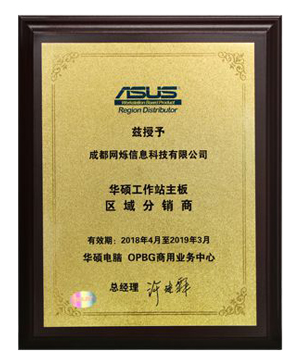 ASUS
Workstation Board Product
Region Distributor
兹授予
成都网烁信息科技有限公司
华硕工作站主板
区域分销商
有效期：2018年4月至2019年3月
华硕电脑 OPBG商用业务中心
总经理